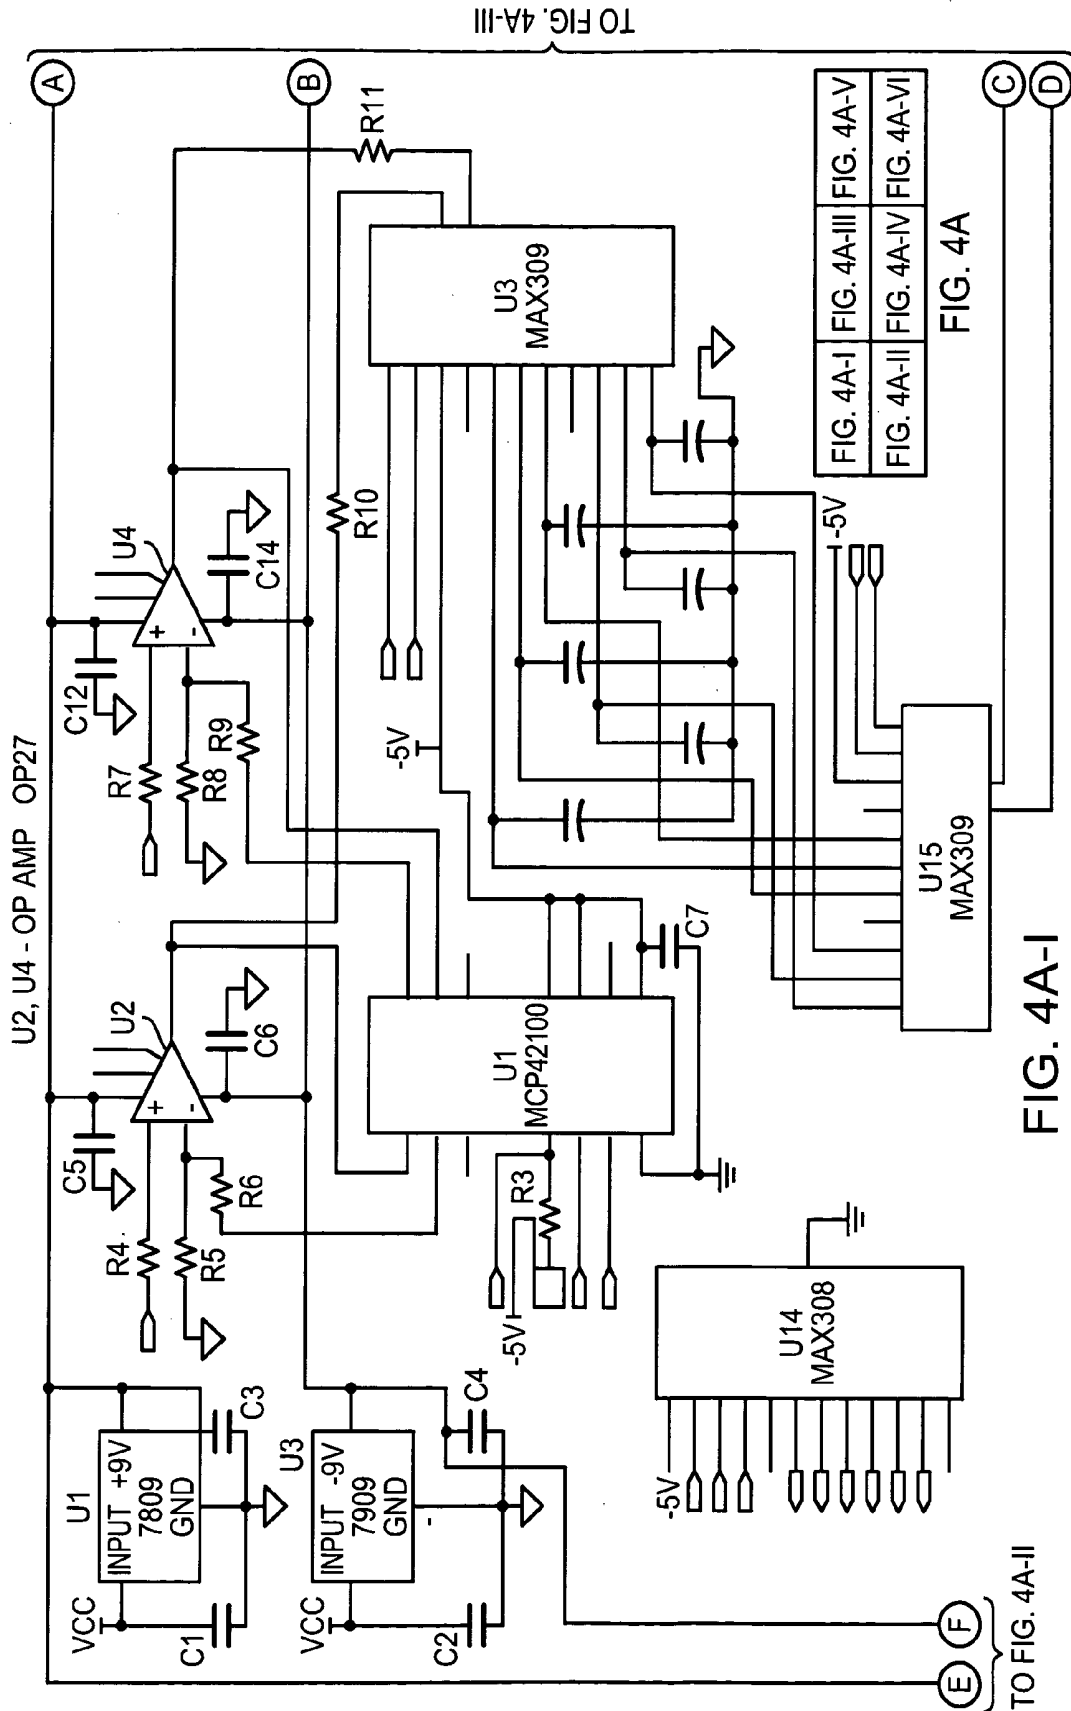 U2, U4 - OP AMP OP27
A
B
TO FIG. 4A-III
U1
INPUT +9V
7809
GND
VCC
C1
C3
U3
INPUT -9V
7909
GND
-
VCC
C2
C4
C5
+
-
U2
C6
R4
R5
R6
C12
+
-
U4
C14
R7
R8
R9
R10
R11
U1
MCP42100
-5V
R3
C7
-5V
U3
MAX309
U14
MAX308
-5V
U15
MAX309
-5V
C
D
E
F
TO FIG. 4A-II
FIG. 4A-I FIG. 4A-III FIG. 4A-V
FIG. 4A-II FIG. 4A-IV FIG. 4A-VI
FIG. 4A
FIG. 4A-I